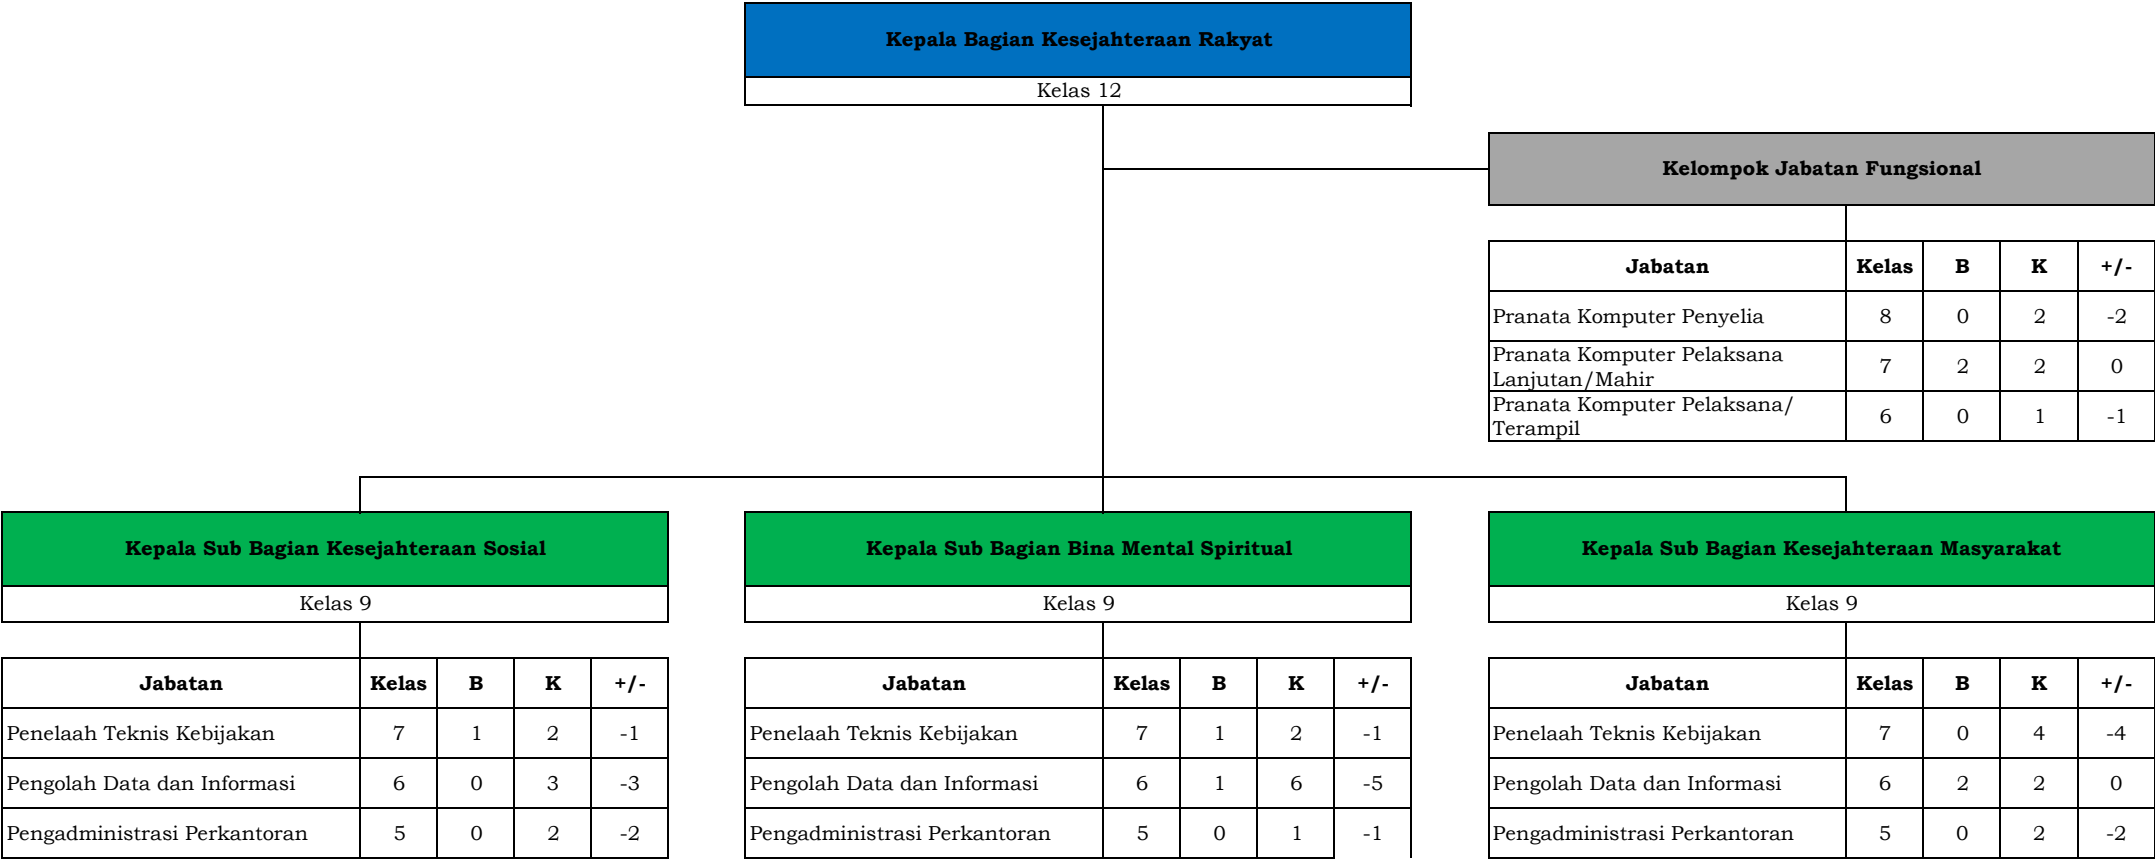 Kepala Bagian Kesejahteraan Rakyat
Kelas 12
Kelompok Jabatan Fungsional
Jabatan Kelas B K +/-
Pranata Komputer Penyelia 8 0 2 -2
Pranata Komputer Pelaksana
Lanjutan/Mahir 7 2 2 0
Pranata Komputer Pelaksana/
Terampil 6 0 1 -1
Kepala Sub Bagian Kesejahteraan Sosial
Kelas 9
Jabatan Kelas B K +/-
Penelaah Teknis Kebijakan 7 1 2 -1
Pengolah Data dan Informasi 6 0 3 -3
Pengadministrasi Perkantoran 5 0 2 -2
Kepala Sub Bagian Bina Mental Spiritual
Kelas 9
Jabatan Kelas B K +/-
Penelaah Teknis Kebijakan 7 1 2 -1
Pengolah Data dan Informasi 6 1 6 -5
Pengadministrasi Perkantoran 5 0 1 -1
Kepala Sub Bagian Kesejahteraan Masyarakat
Kelas 9
Jabatan Kelas B K +/-
Penelaah Teknis Kebijakan 7 0 4 -4
Pengolah Data dan Informasi 6 2 2 0
Pengadministrasi Perkantoran 5 0 2 -2